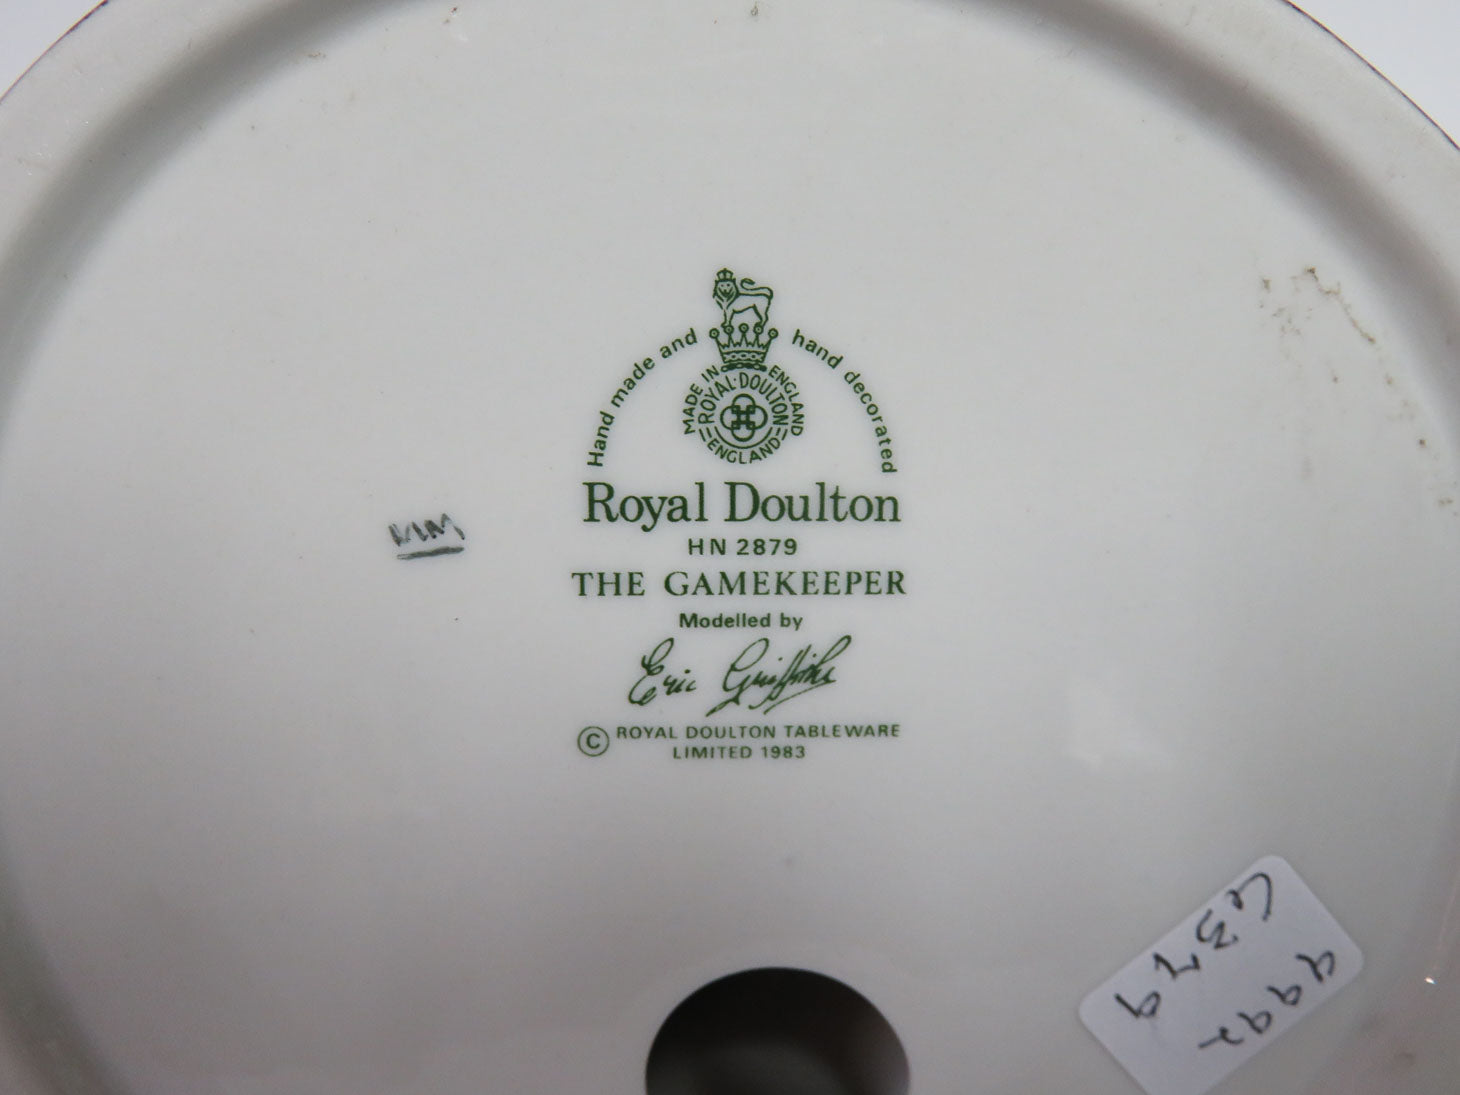 Hand made and hand decorated
MADE IN ENGLAND
ROYAL·DOULTON
ENGLAND
Royal Doulton
HN 2879
THE GAMEKEEPER
Modelled by
Eric Griffiths
© ROYAL DOULTON TABLEWARE
LIMITED 1983